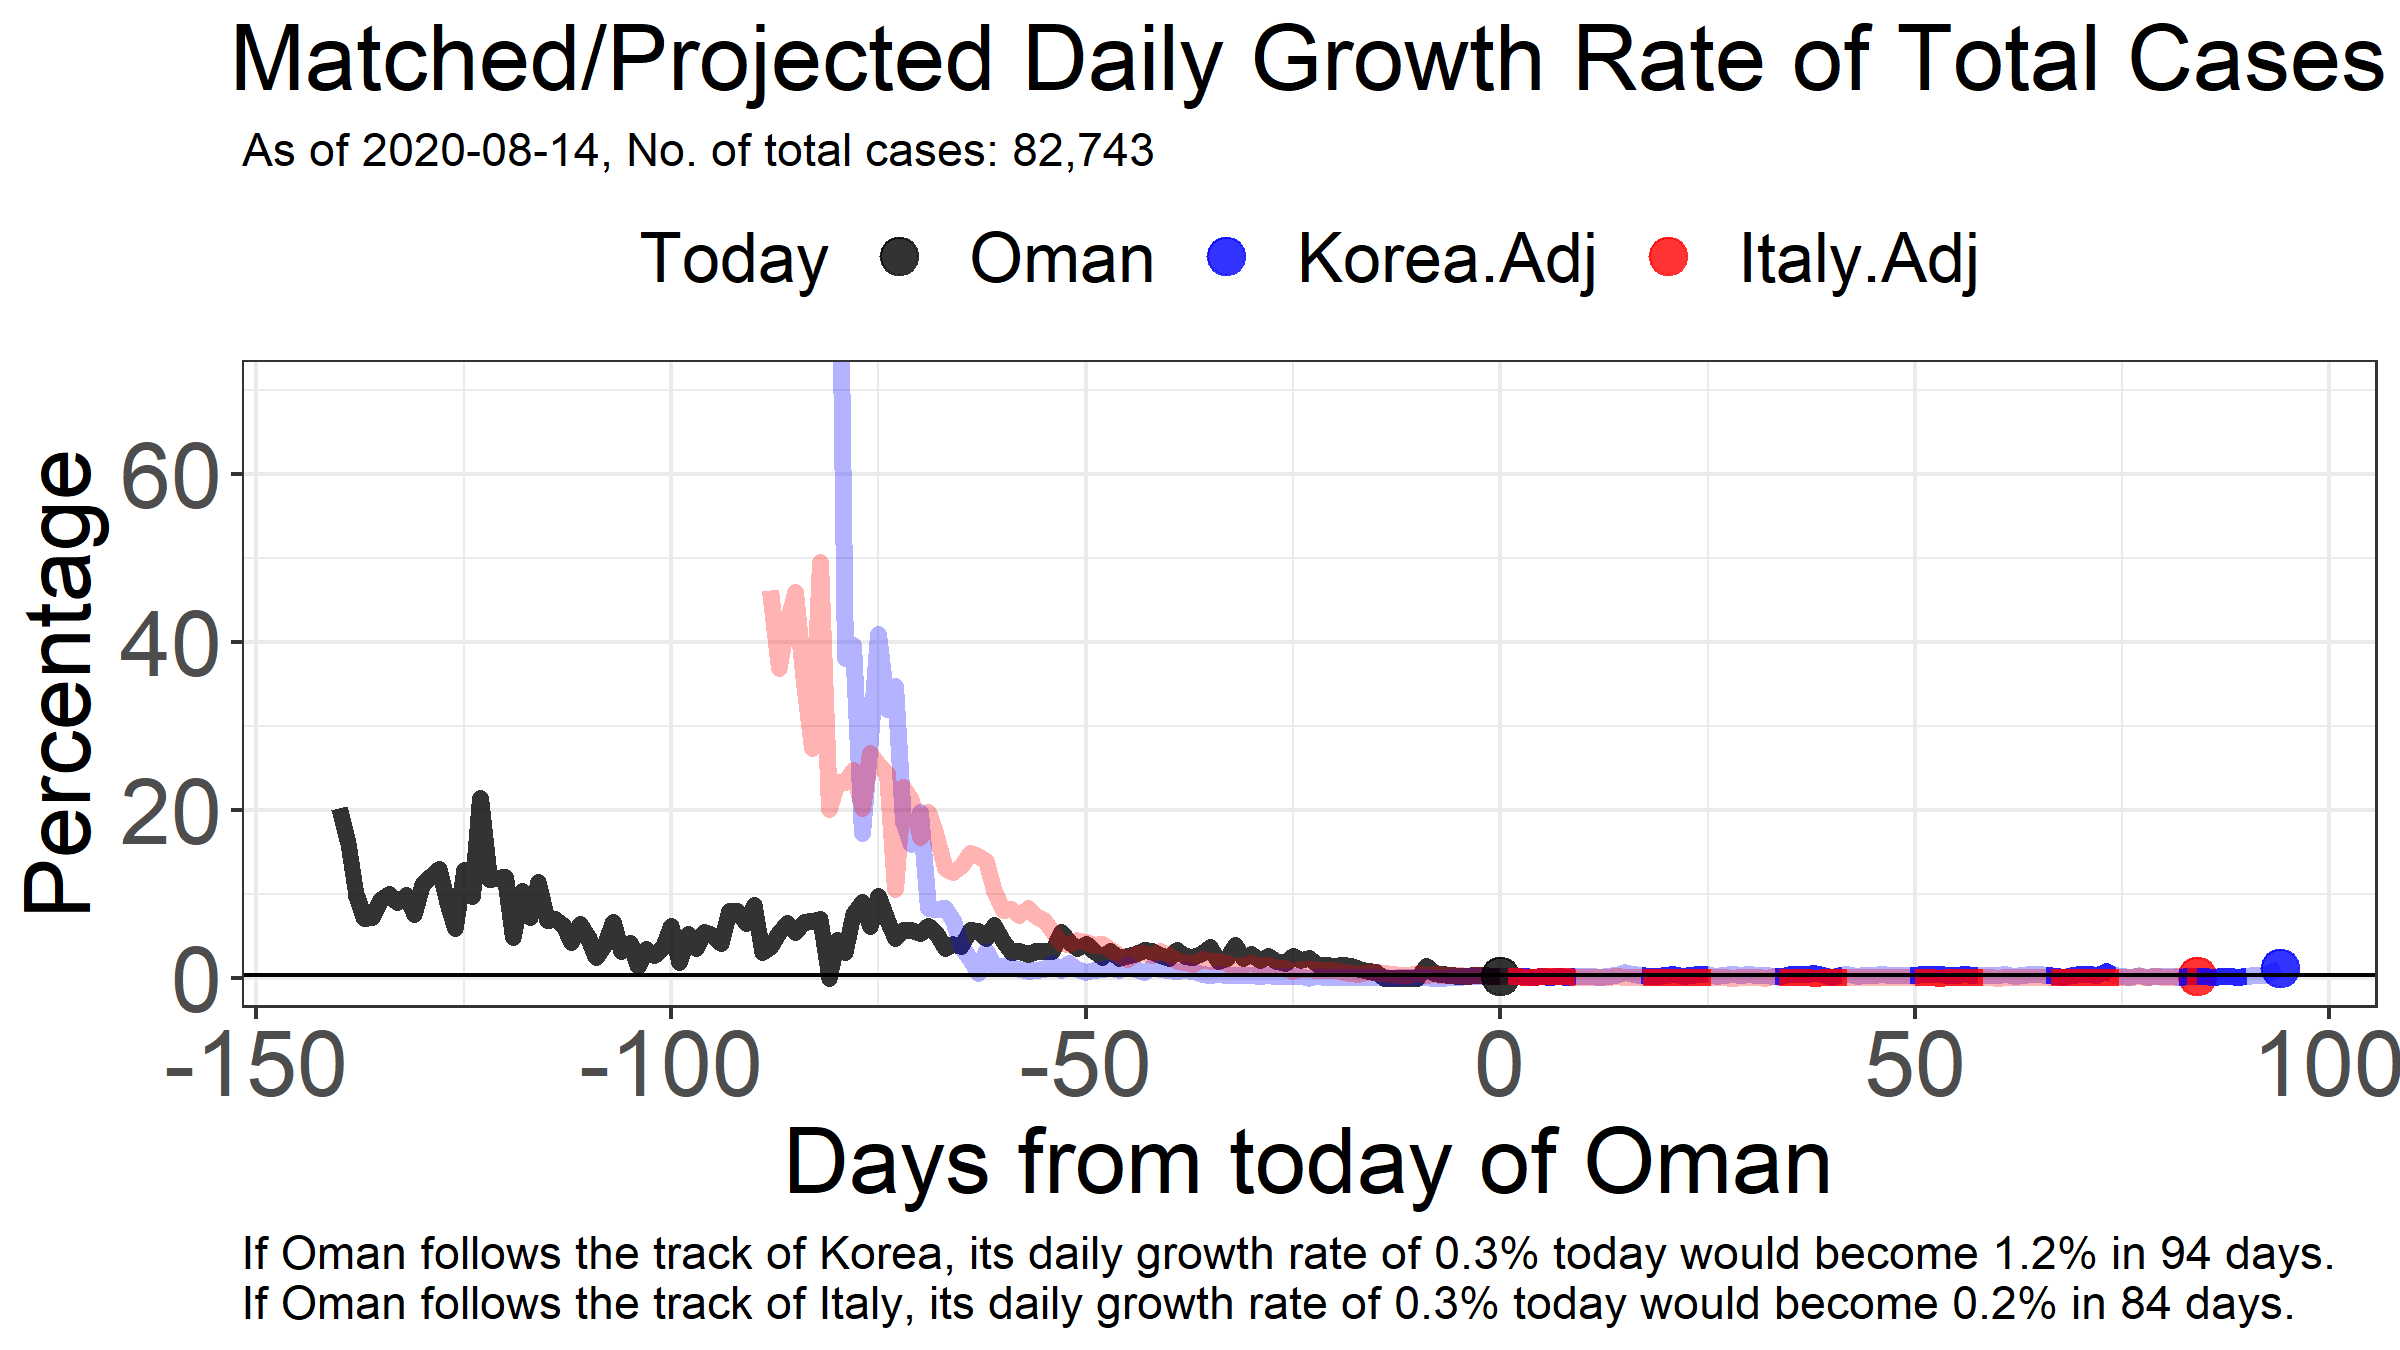 Matched/Projected Daily Growth Rate of Total Cases
As of 2020-08-14, No. of total cases: 82,743
Today Oman Korea.Adj Italy.Adj
Percentage
60
40
20
0
-150 -100 -50 0 50 100
Days from today of Oman
If Oman follows the track of Korea, its daily growth rate of 0.3% today would become 1.2% in 94 days.
If Oman follows the track of Italy, its daily growth rate of 0.3% today would become 0.2% in 84 days.